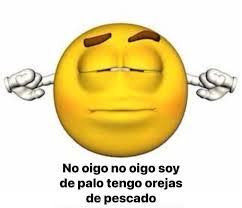 No oigo no oigo soy
de palo tengo orejas
de pescado